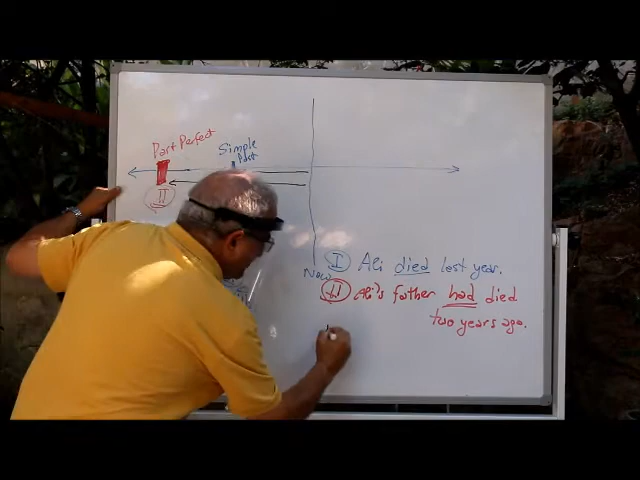 Past Perfect
Simple
Past
II
Now
I Ali died last year.
II Ali's father had died
two years ago.